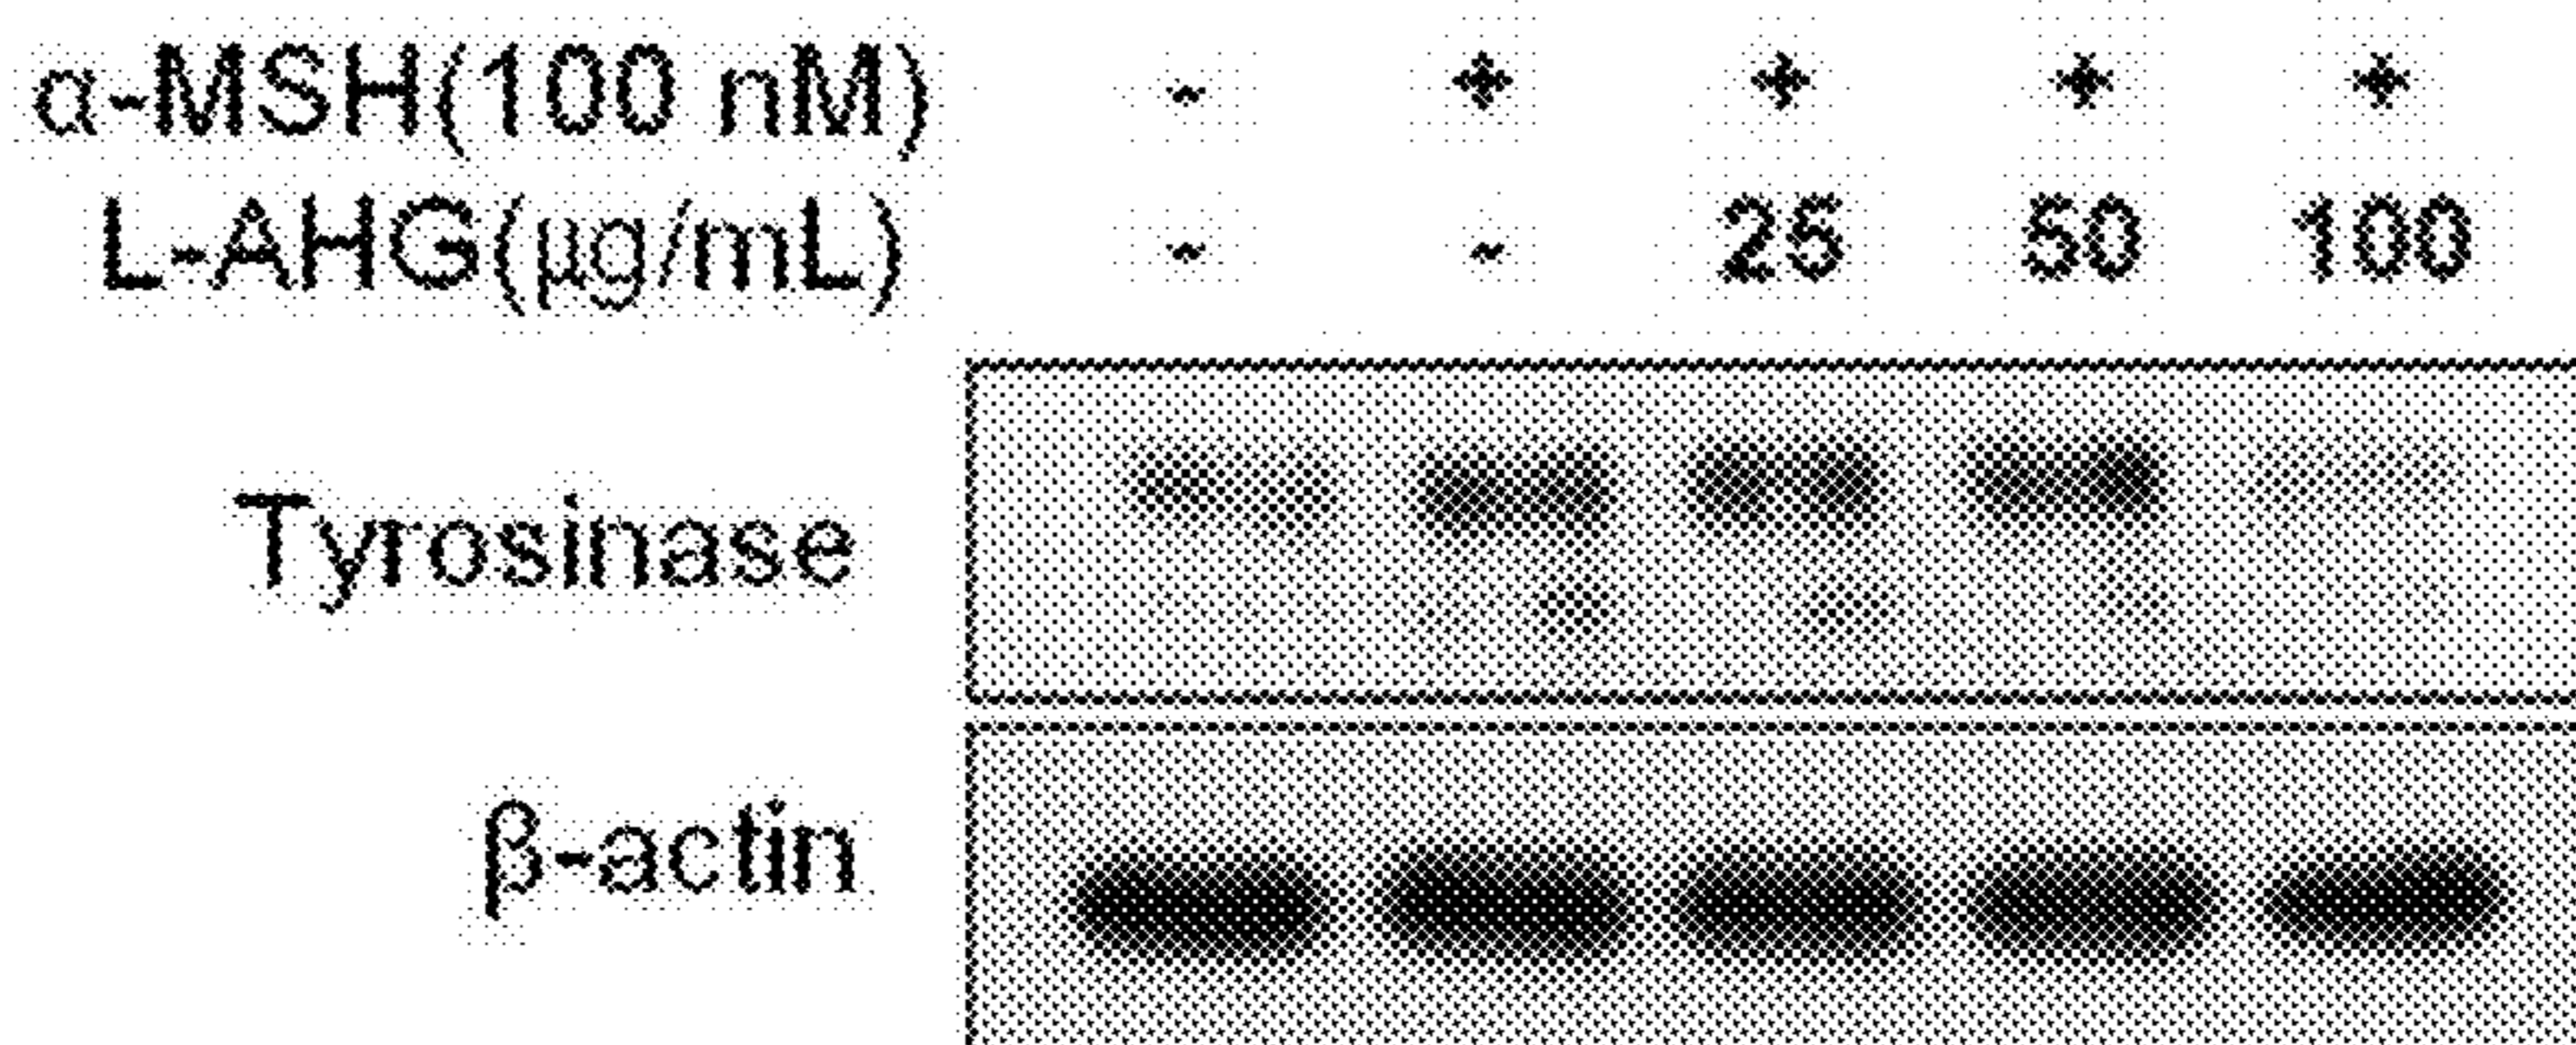 α-MSH(100 nM) - + + + +
L-AHG(µg/mL) - - 25 50 100
Tyrosinase
β-actin